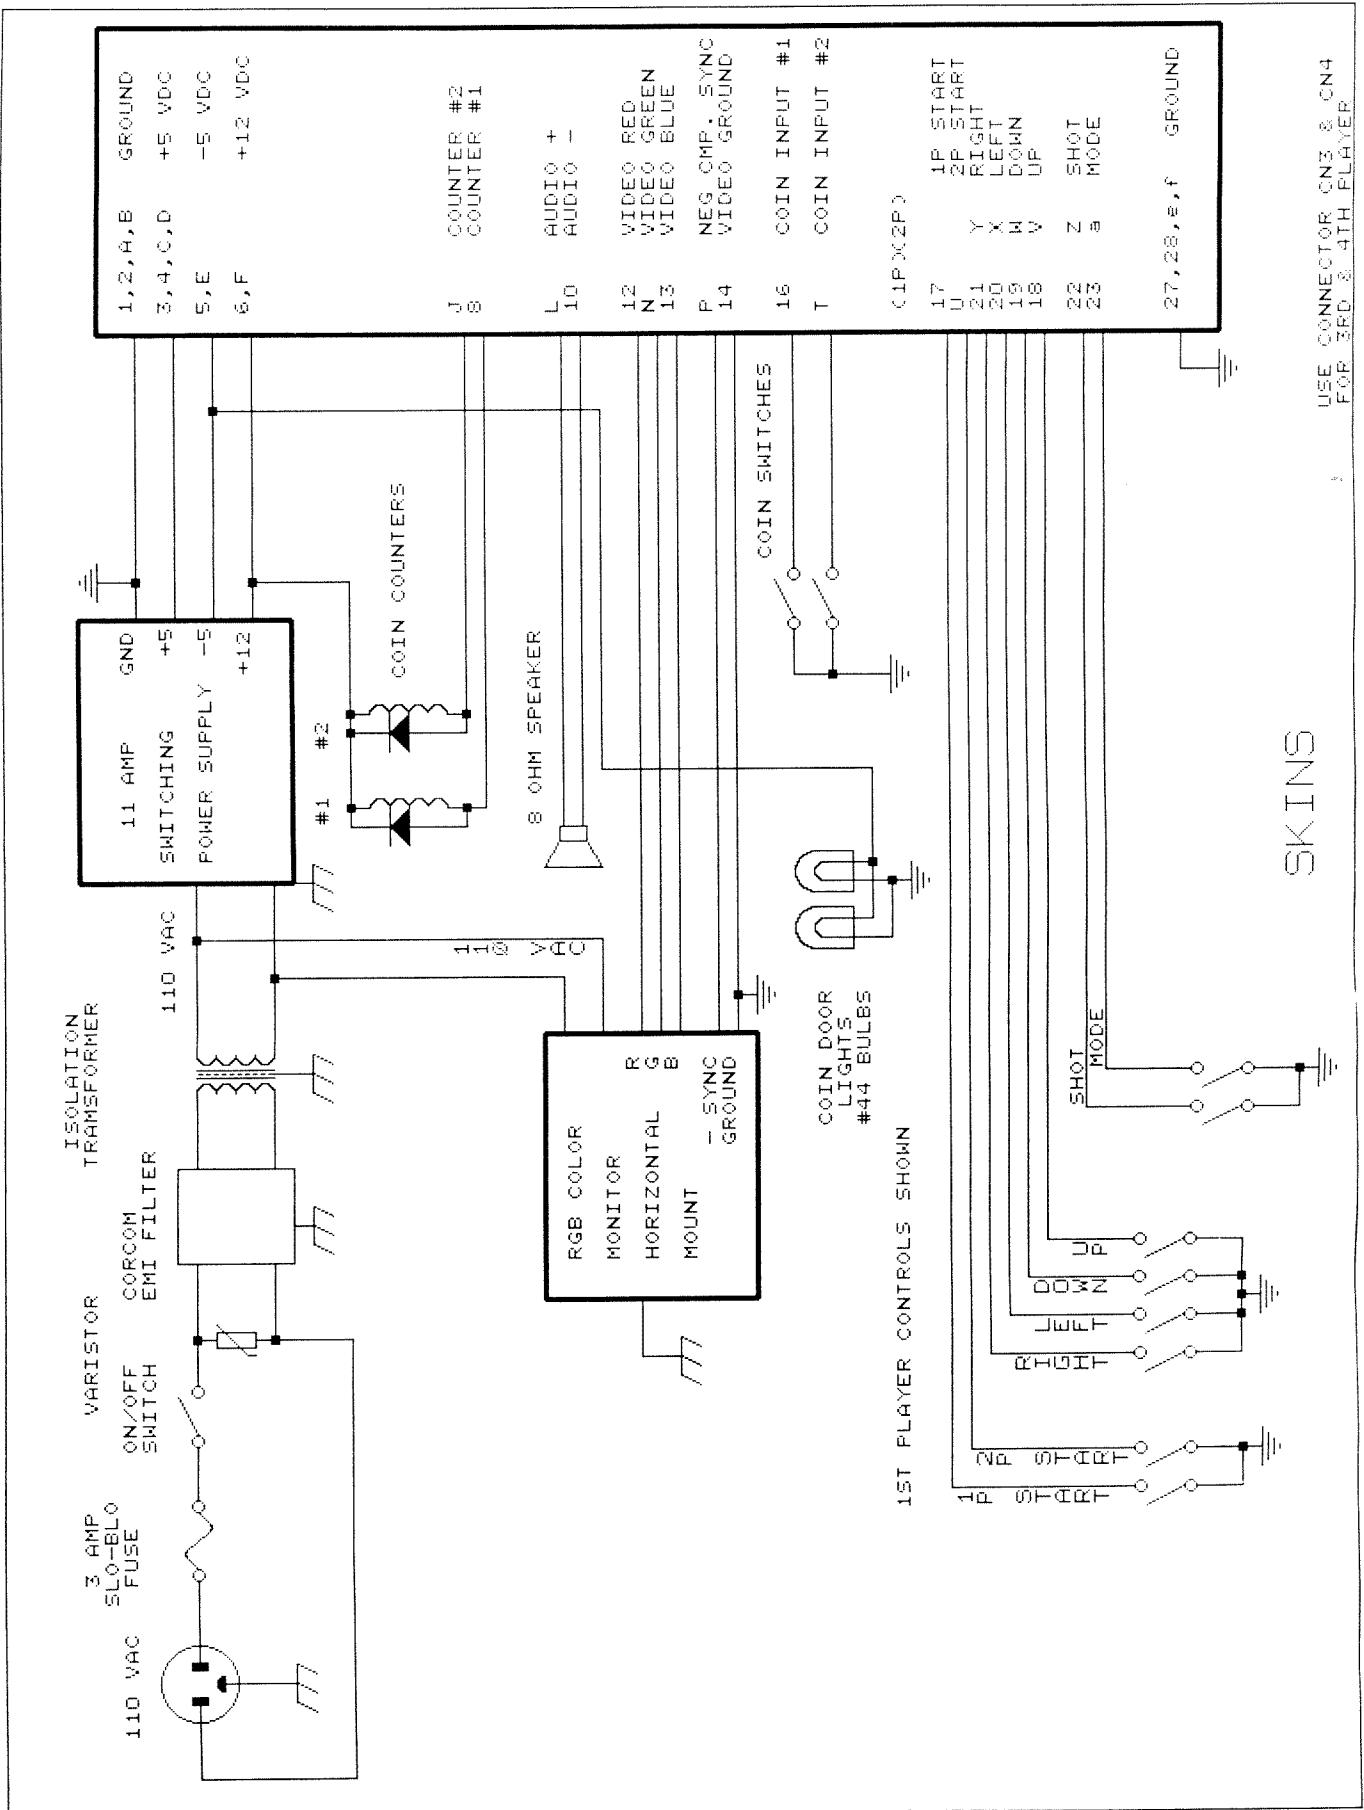 110 VAC
3 AMP
SLO-BLO
FUSE
ON/OFF
SWITCH
VARISTOR
CORCOM
EMI FILTER
ISOLATION
TRAMSFORMER
110 VAC
11 AMP
SWITCHING
POWER SUPPLY
GND
+5
-5
+12
#1
#2
COIN COUNTERS
110 VAC
8 OHM SPEAKER
RGB COLOR
MONITOR
HORIZONTAL
MOUNT
R
G
B
- SYNC
GROUND
COIN DOOR
LIGHTS
#44 BULBS
COIN SWITCHES
1,2,A,B GROUND
3,4,C,D +5 VDC
5,E -5 VDC
6,F +12 VDC
J COUNTER #2
8 COUNTER #1
L AUDIO +
10 AUDIO -
12 VIDEO RED
N VIDEO GREEN
13 VIDEO BLUE
P NEG CMP. SYNC
14 VIDEO GROUND
16 COIN INPUT #1
T COIN INPUT #2
(1P)(2P)
17 1P START
U 2P START
21 Y RIGHT
20 X LEFT
19 W DOWN
18 V UP
22 Z SHOT
23 a MODE
27,28,e,f GROUND
1ST PLAYER CONTROLS SHOWN
1P START
2P START
RIGHT
LEFT
DOWN
UP
SHOT
MODE
SKINS
USE CONNECTOR CN3 & CN4
FOR 3RD & 4TH PLAYER